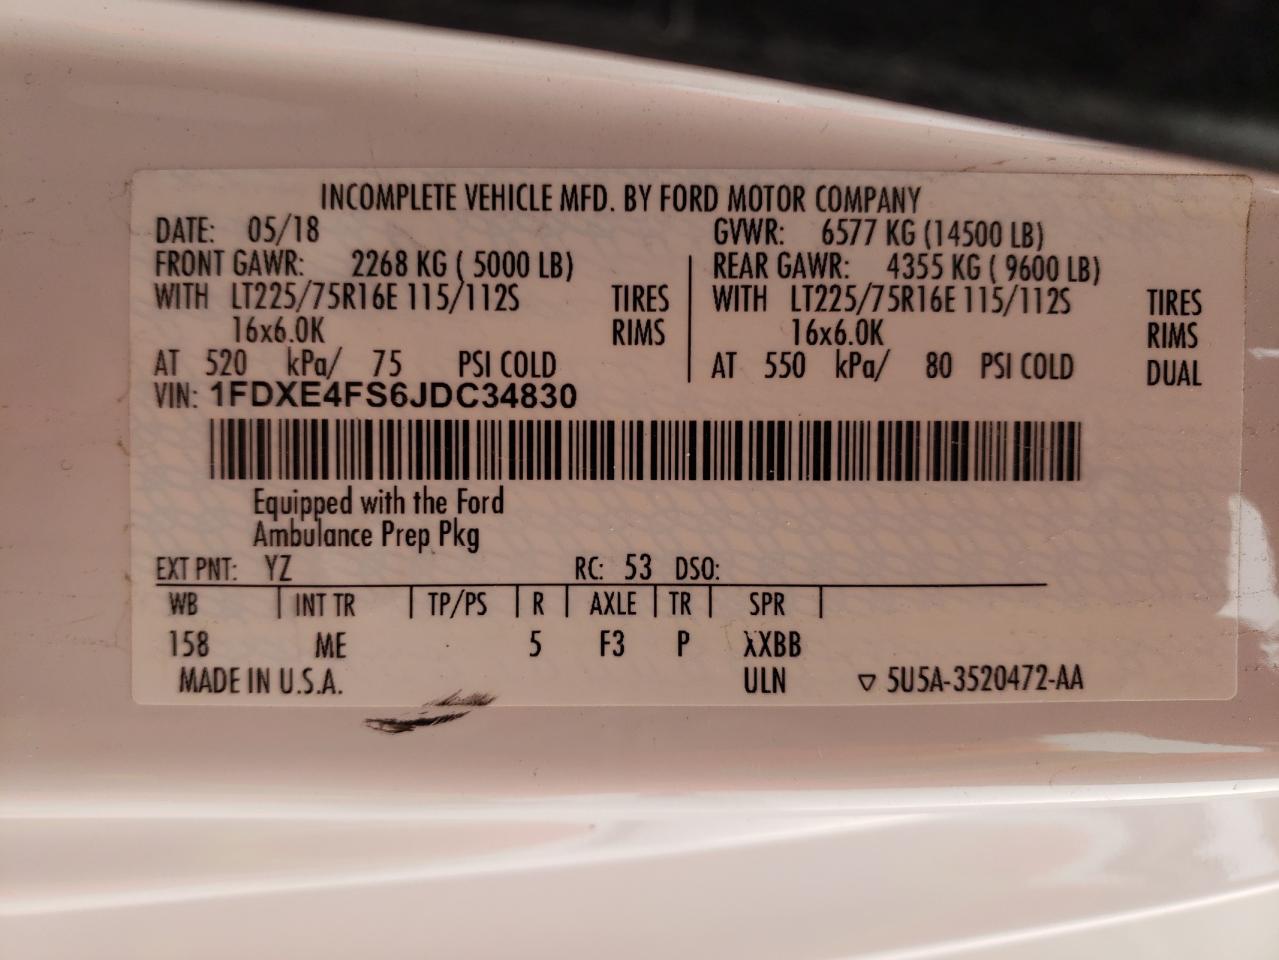 INCOMPLETE VEHICLE MFD. BY FORD MOTOR COMPANY
DATE: 05/18 GVWR: 6577 KG (14500 LB)
FRONT GAWR: 2268 KG ( 5000 LB) REAR GAWR: 4355 KG ( 9600 LB)
WITH LT225/75R16E 115/112S TIRES WITH LT225/75R16E 115/112S TIRES
16x6.0K RIMS 16x6.0K RIMS
AT 520 kPa/ 75 PSI COLD AT 550 kPa/ 80 PSI COLD DUAL
VIN: 1FDXE4FS6JDC34830
Equipped with the Ford
Ambulance Prep Pkg
EXT PNT: YZ RC: 53 DSO:
WB INT TR TP/PS R AXLE TR SPR
158 ME 5 F3 P XXBB
MADE IN U.S.A. ULN ▽ 5U5A-3520472-AA